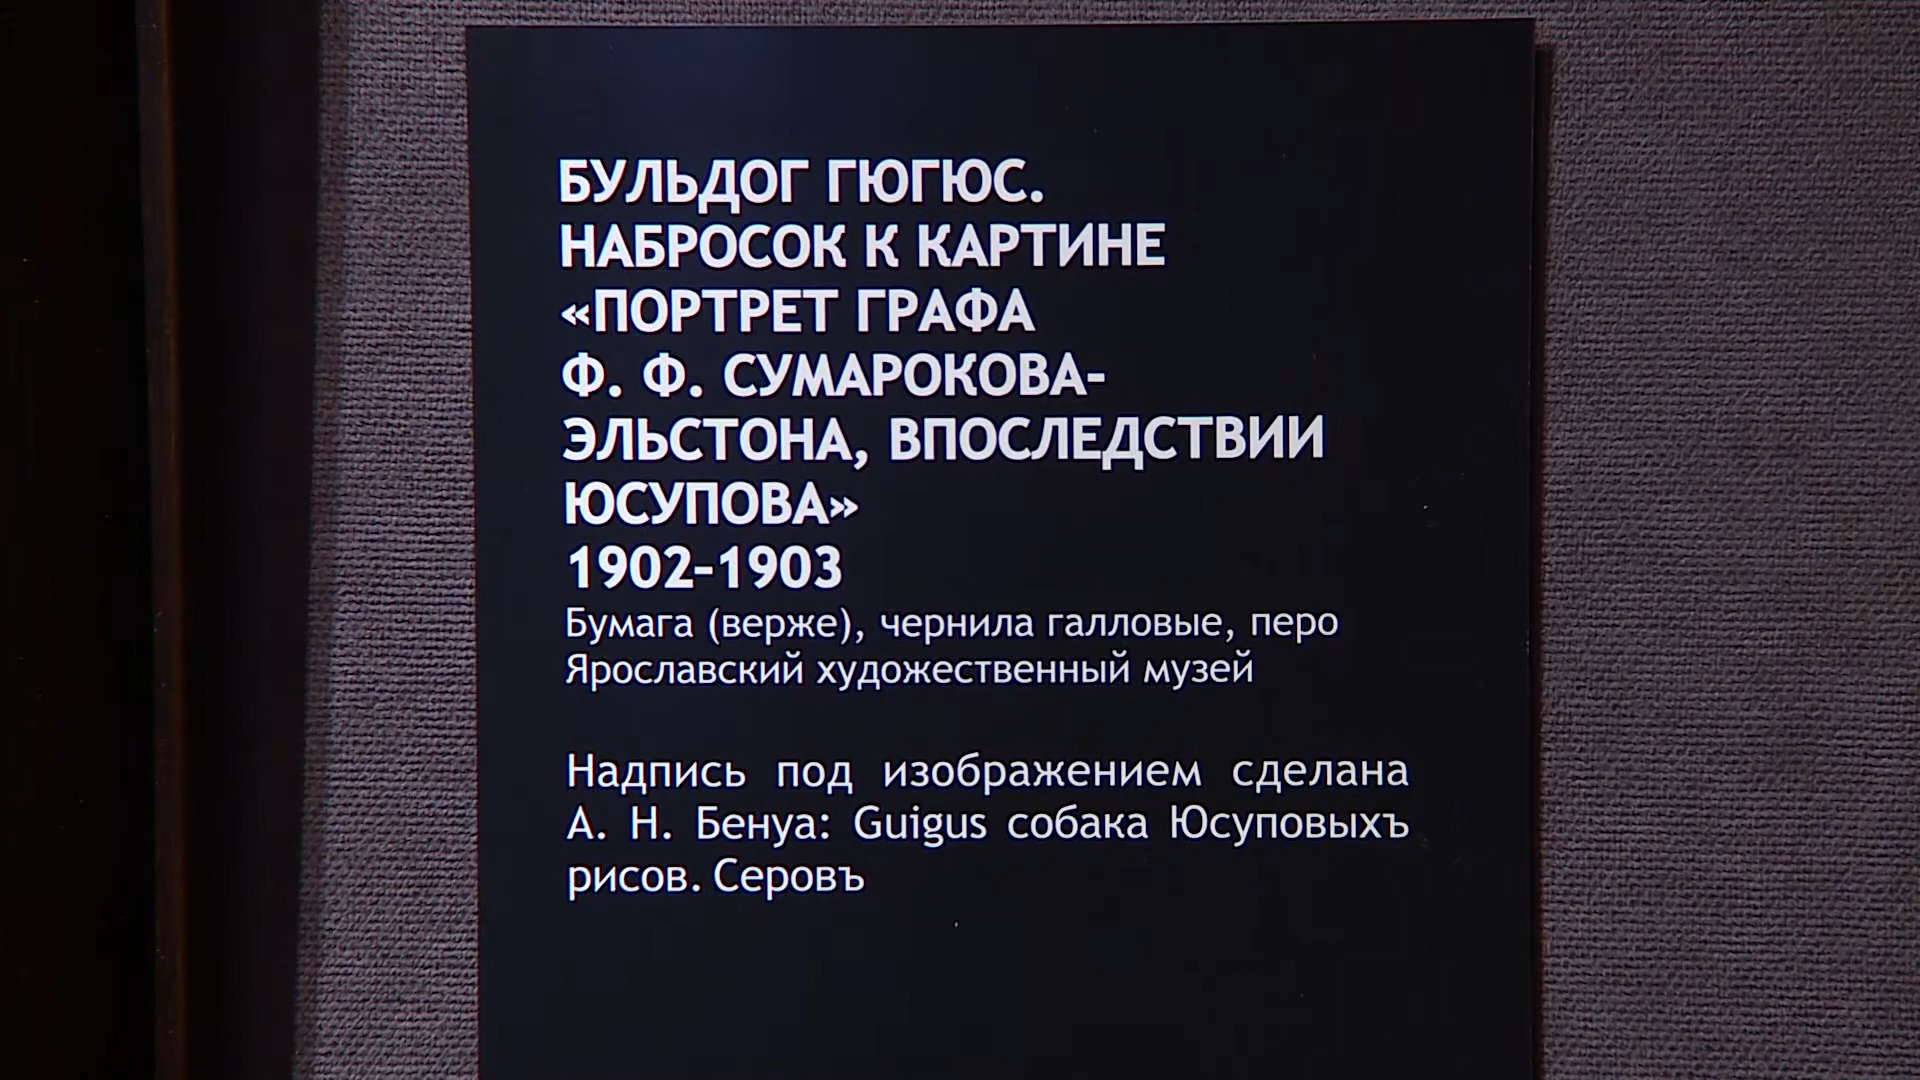 БУЛЬДОГ ГЮГЮС.
НАБРОСОК К КАРТИНЕ
«ПОРТРЕТ ГРАФА
Ф. Ф. СУМАРОКОВА-
ЭЛЬСТОНА, ВПОСЛЕДСТВИИ
ЮСУПОВА»
1902–1903
Бумага (верже), чернила галловые, перо
Ярославский художественный музей
Надпись под изображением сделана
А. Н. Бенуа: Guigus собака Юсуповыхъ
рисов. Серовъ